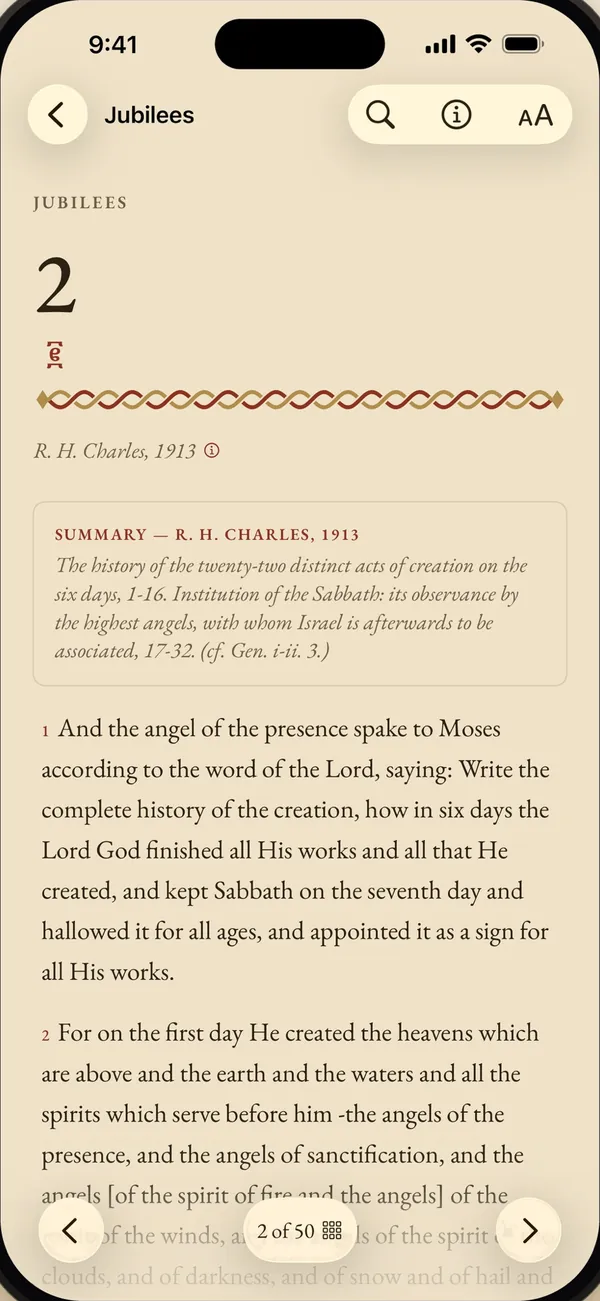 9:41
Jubilees
AA
JUBILEES
2
፪
R. H. Charles, 1913
SUMMARY — R. H. CHARLES, 1913
The history of the twenty-two distinct acts of creation on the
six days, 1-16. Institution of the Sabbath: its observance by
the highest angels, with whom Israel is afterwards to be
associated, 17-32. (cf. Gen. i-ii. 3.)
1 And the angel of the presence spake to Moses
according to the word of the Lord, saying: Write the
complete history of the creation, how in six days the
Lord God finished all His works and all that He
created, and kept Sabbath on the seventh day and
hallowed it for all ages, and appointed it as a sign for
all His works.
2 For on the first day He created the heavens which
are above and the earth and the waters and all the
spirits which serve before him -the angels of the
presence, and the angels of sanctification, and the
angels [of the spirit of fire and the angels] of the
of the winds, of the spirit
2 of 50
clouds, and of darkness, and of snow and of hail and